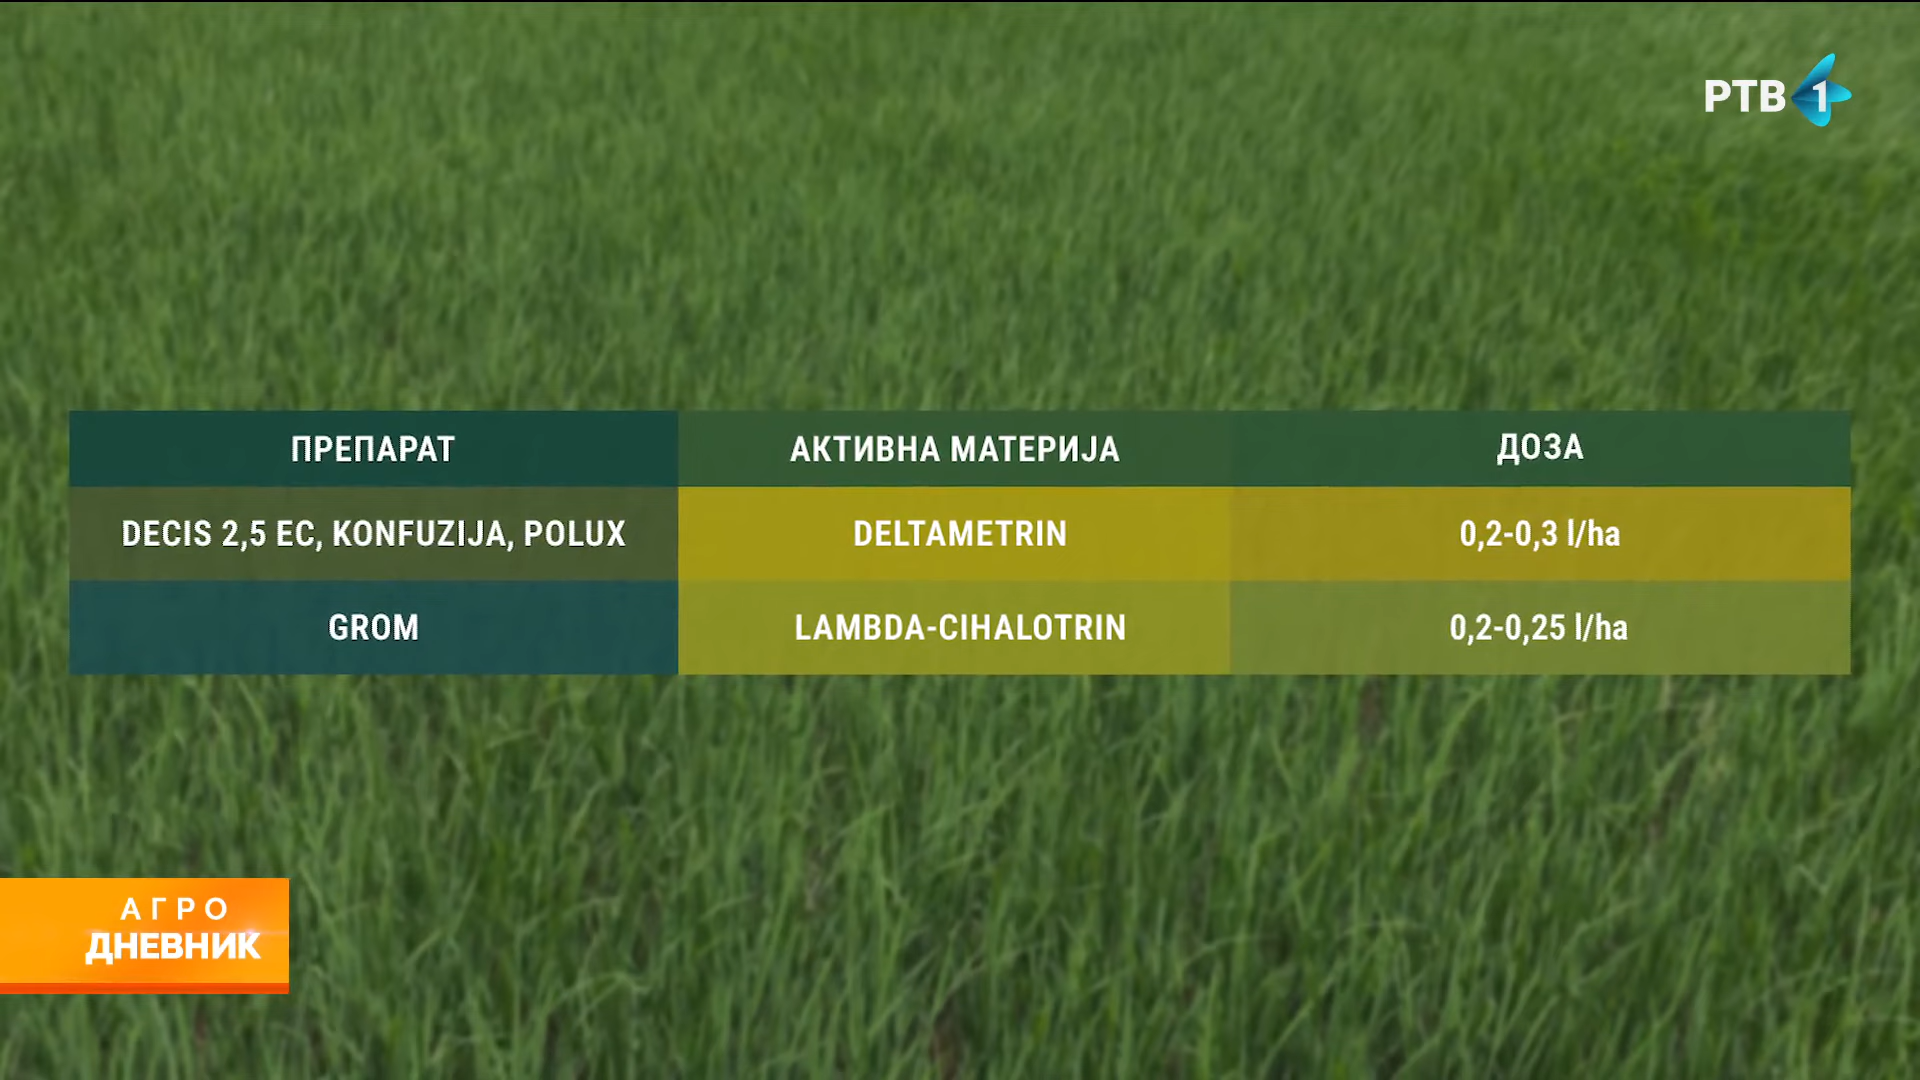 РТВ 1
ПРЕПАРАТ АКТИВНА МАТЕРИЈА ДОЗА
DECIS 2,5 EC, KONFUZIJA, POLUX DELTAMETRIN 0,2-0,3 l/ha
GROM LAMBDA-CIHALOTRIN 0,2-0,25 l/ha
АГРО
ДНЕВНИК